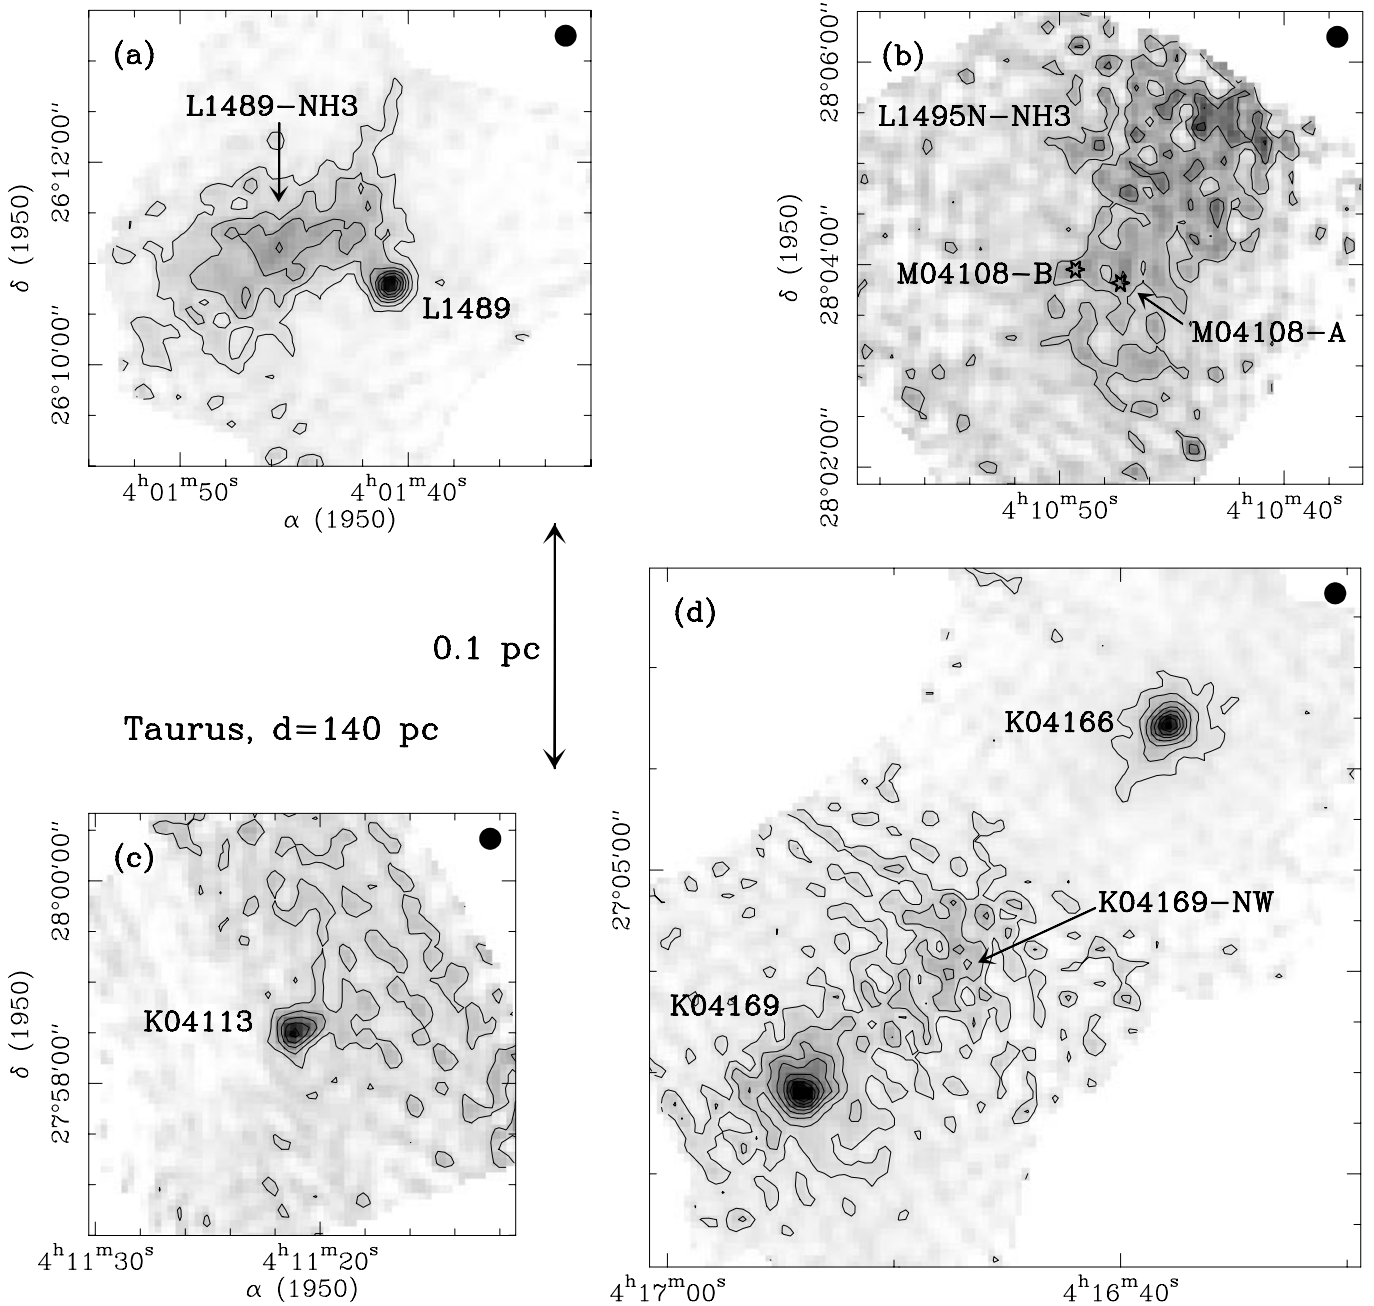 (a)
L1489-NH3
L1489
26°12'00"
26°10'00"
δ (1950)
4ʰ01ᵐ50ˢ
4ʰ01ᵐ40ˢ
α (1950)
(b)
L1495N-NH3
M04108-B
M04108-A
28°06'00"
28°04'00"
28°02'00"
δ (1950)
4ʰ10ᵐ50ˢ
4ʰ10ᵐ40ˢ
0.1 pc
Taurus, d=140 pc
(c)
K04113
28°00'00"
27°58'00"
δ (1950)
4ʰ11ᵐ30ˢ
4ʰ11ᵐ20ˢ
α (1950)
(d)
K04166
K04169-NW
K04169
27°05'00"
4ʰ17ᵐ00ˢ
4ʰ16ᵐ40ˢ